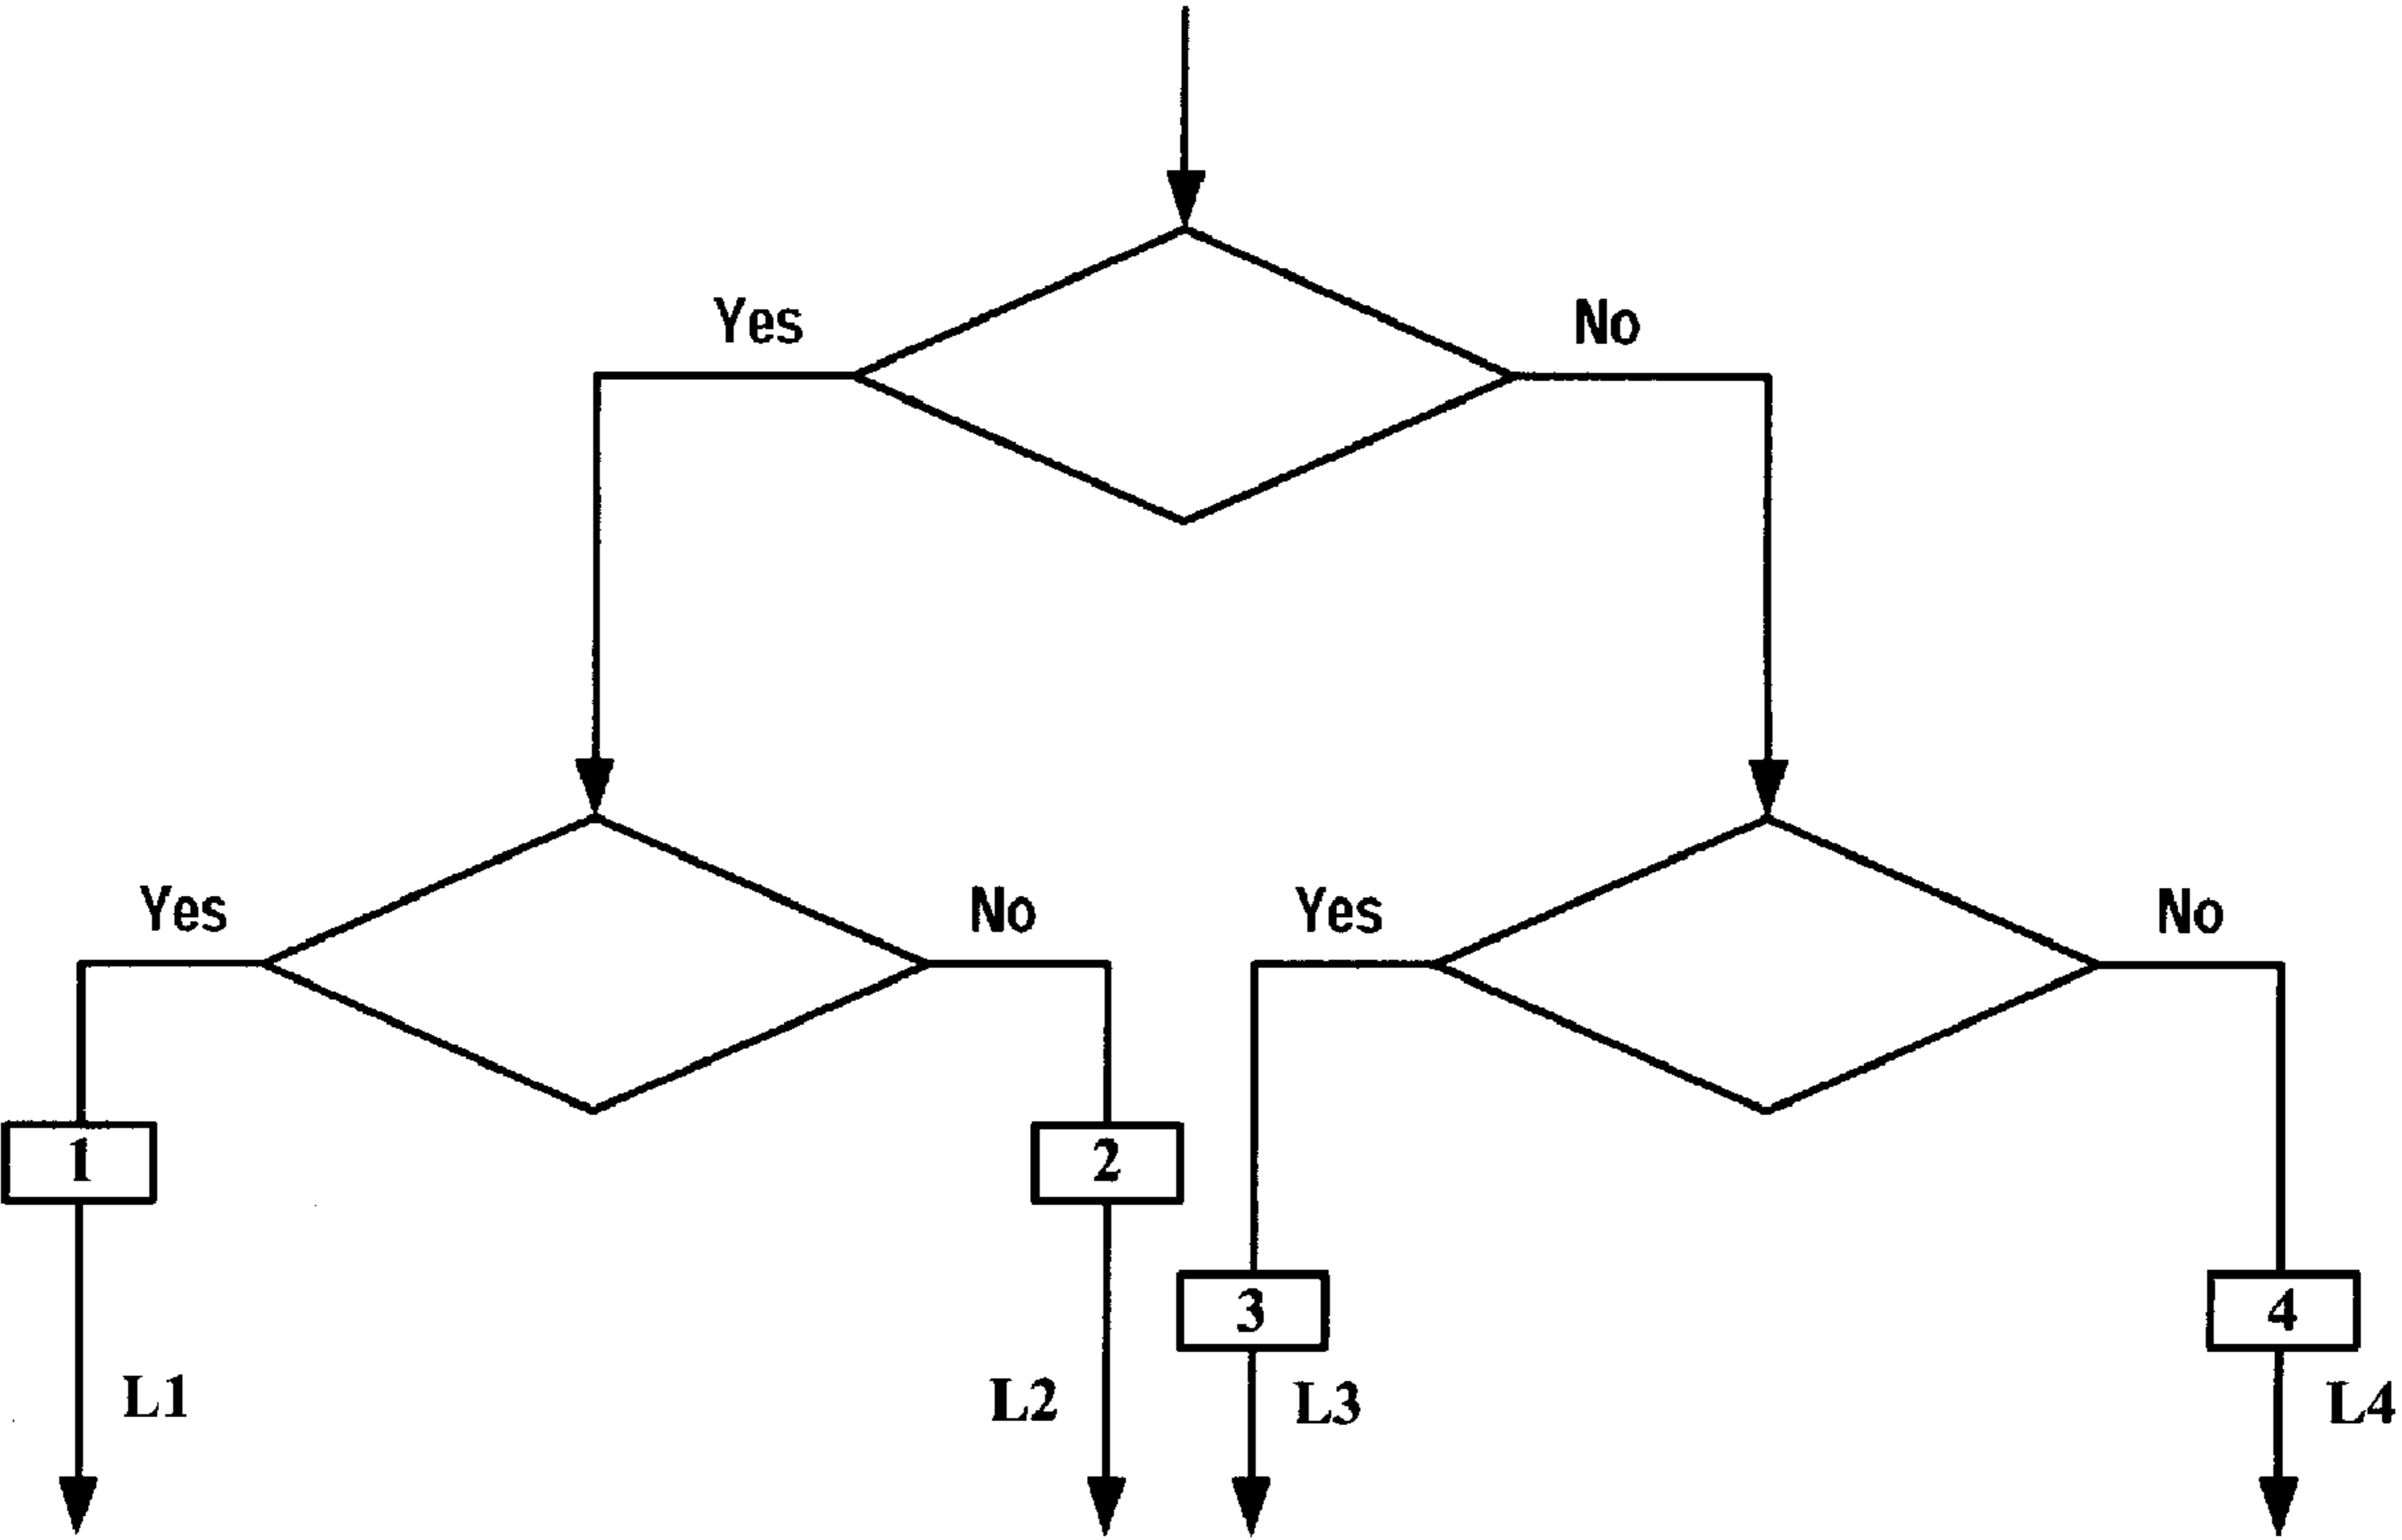 Yes No
Yes No Yes No
1 2
3 4
L1 L2 L3 L4